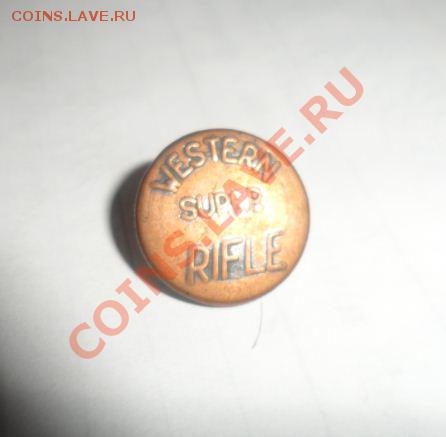 COINS.LAVE.RU
WESTERN
SUPER
RIFLE
COINS.LAVE.RU